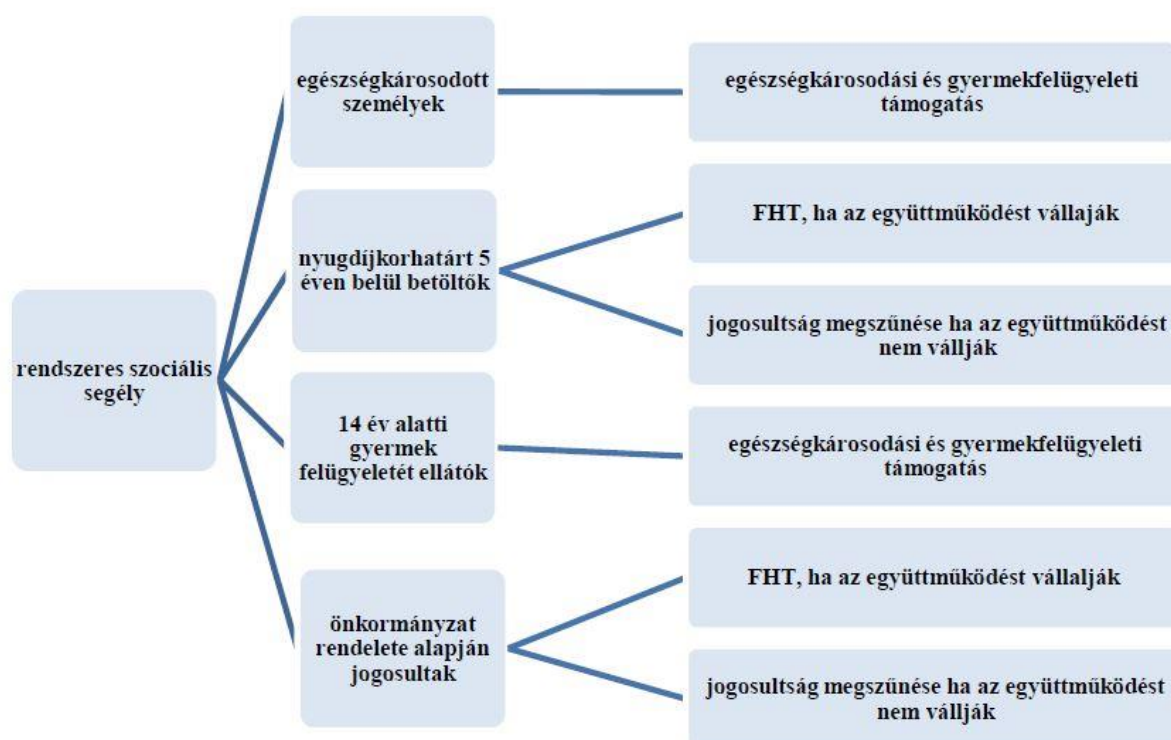 rendszeres szociális
segély
egészségkárosodott
személyek
egészségkárosodási és gyermekfelügyeleti
támogatás
nyugdíjkorhatárt 5
éven belül betöltők
FHT, ha az együttműködést vállaják
jogosultság megszűnése ha az együttműködést
nem vállják
14 év alatti
gyermek
felügyeletét ellátók
egészségkárosodási és gyermekfelügyeleti
támogatás
önkormányzat
rendelete alapján
jogosultak
FHT, ha az együttműködést vállalják
jogosultság megszűnése ha az együttműködést
nem vállják